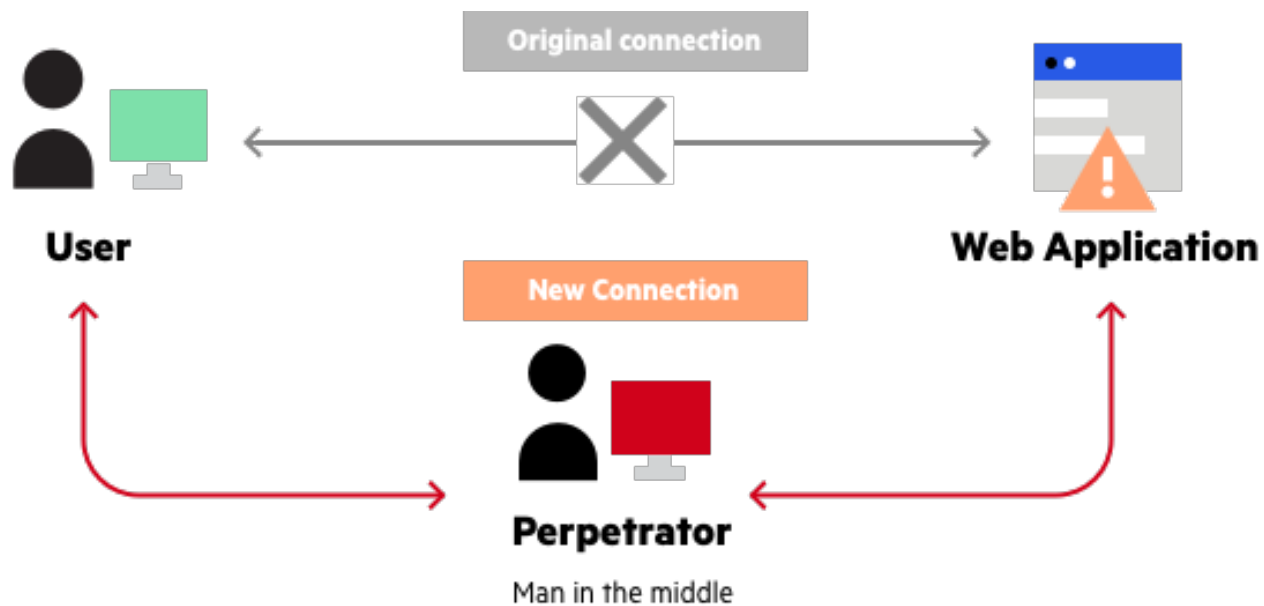 Original connection
User
Web Application
New Connection
Perpetrator
Man in the middle